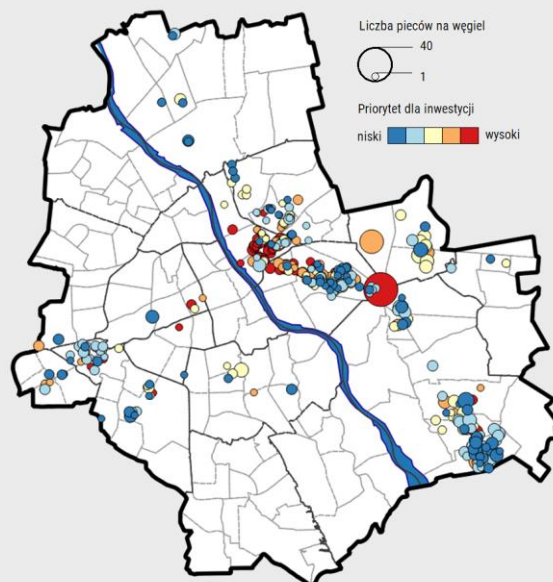 Liczba pieców na węgiel
40
1
Priorytet dla inwestycji
niski wysoki